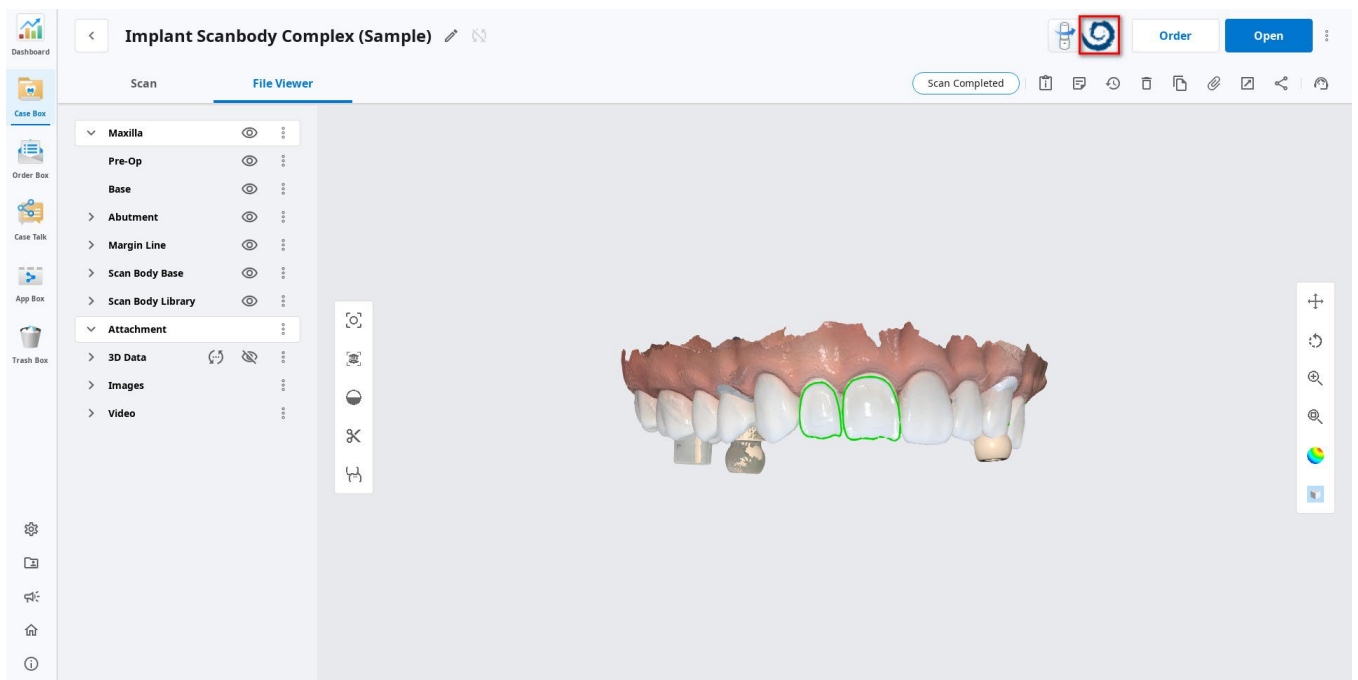 Dashboard
Case Box
Order Box
Case Talk
App Box
Trash Box
Implant Scanbody Complex (Sample)
Order
Open
Scan
File Viewer
Scan Completed
Maxilla
Pre-Op
Base
Abutment
Margin Line
Scan Body Base
Scan Body Library
Attachment
3D Data
Images
Video